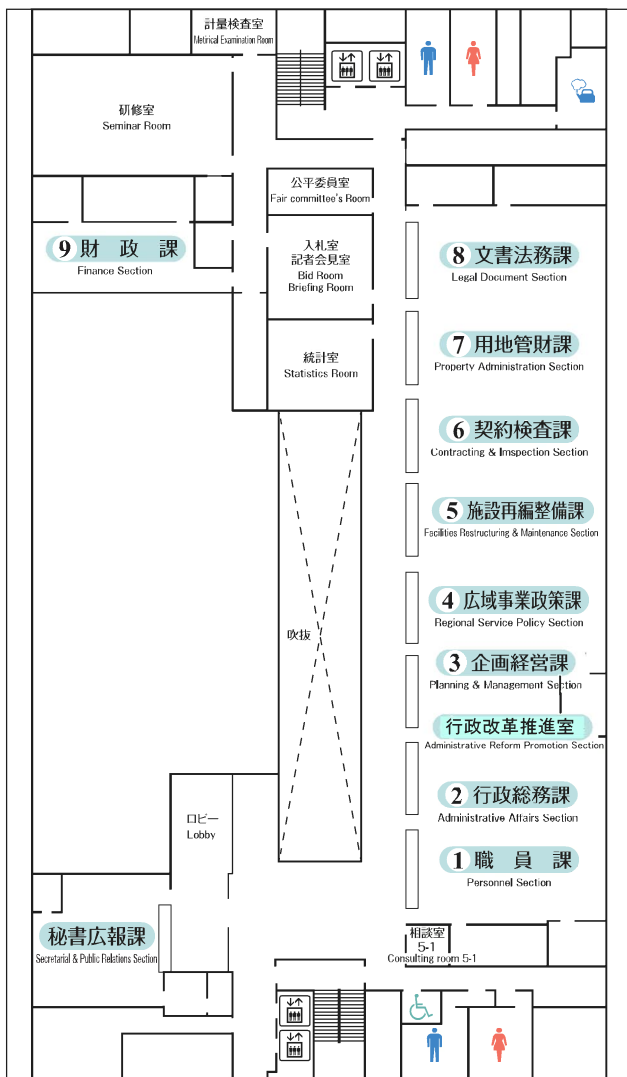 計量検査室
Metirical Examination Room
研修室
Seminar Room
公平委員室
Fair committee's Room
9 財政課
Finance Section
入札室
記者会見室
Bid Room
Briefing Room
8 文書法務課
Legal Document Section
統計室
Statistics Room
7 用地管財課
Property Administration Section
6 契約検査課
Contracting & Imspection Section
5 施設再編整備課
Facilities Restructuring & Maintenance Section
4 広域事業政策課
Regional Service Policy Section
吹抜
3 企画経営課
Planning & Management Section
行政改革推進室
Administrative Reform Promotion Section
2 行政総務課
Administrative Affairs Section
ロビー
Lobby
1 職員課
Personnel Section
秘書広報課
Secretarial & Public Relations Section
相談室
5-1
Consulting room 5-1